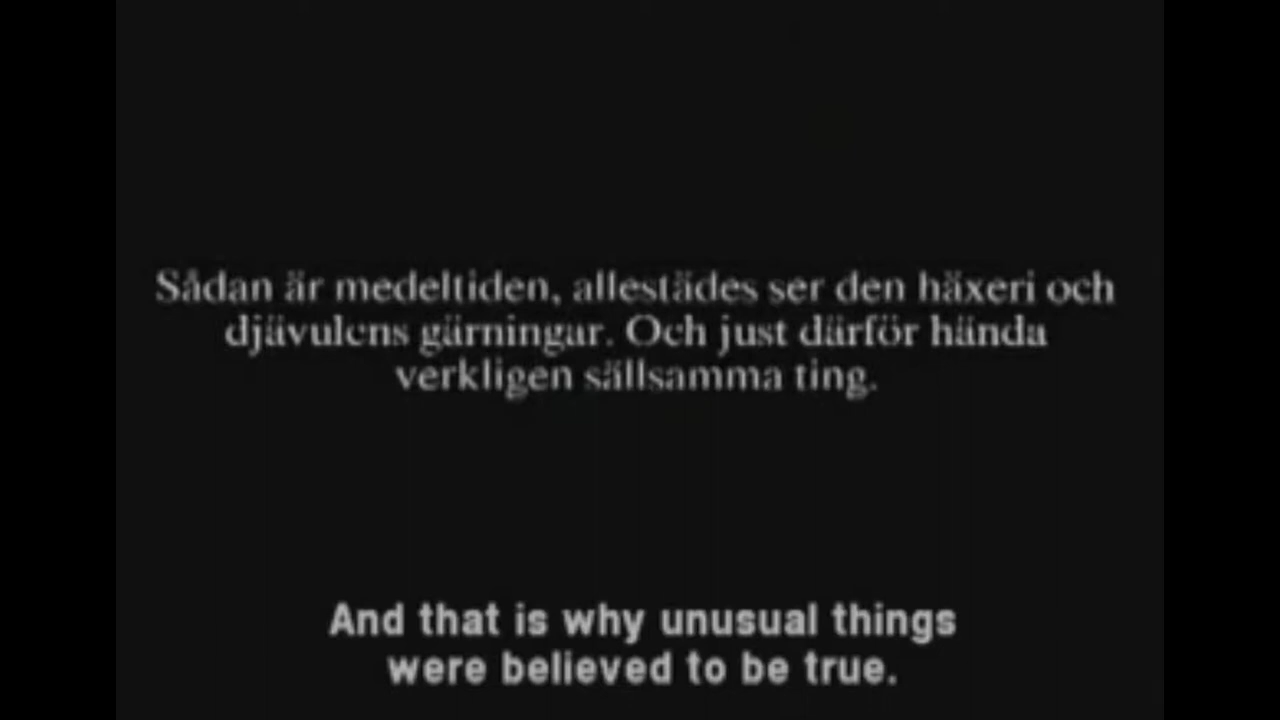 Sådan är medeltiden, allestädes ser den häxeri och
djävulens gärningar. Och just därför hända
verkligen sällsamma ting.
And that is why unusual things
were believed to be true.